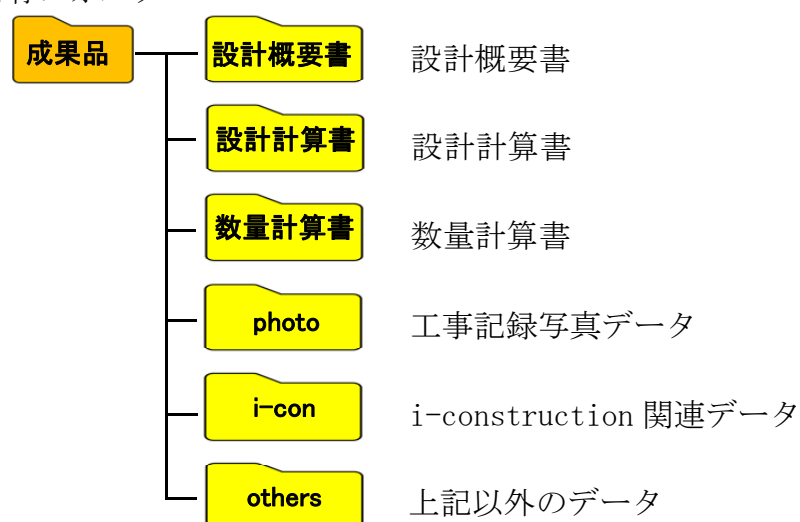 成果品
設計概要書 設計概要書
設計計算書 設計計算書
数量計算書 数量計算書
photo 工事記録写真データ
i-con i-construction 関連データ
others 上記以外のデータ